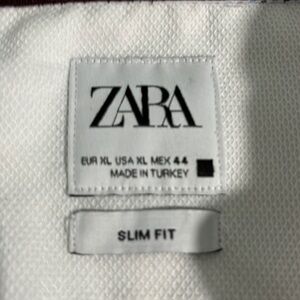 ZARA
EUR XL USA XL MEX 44
MADE IN TURKEY
SLIM FIT